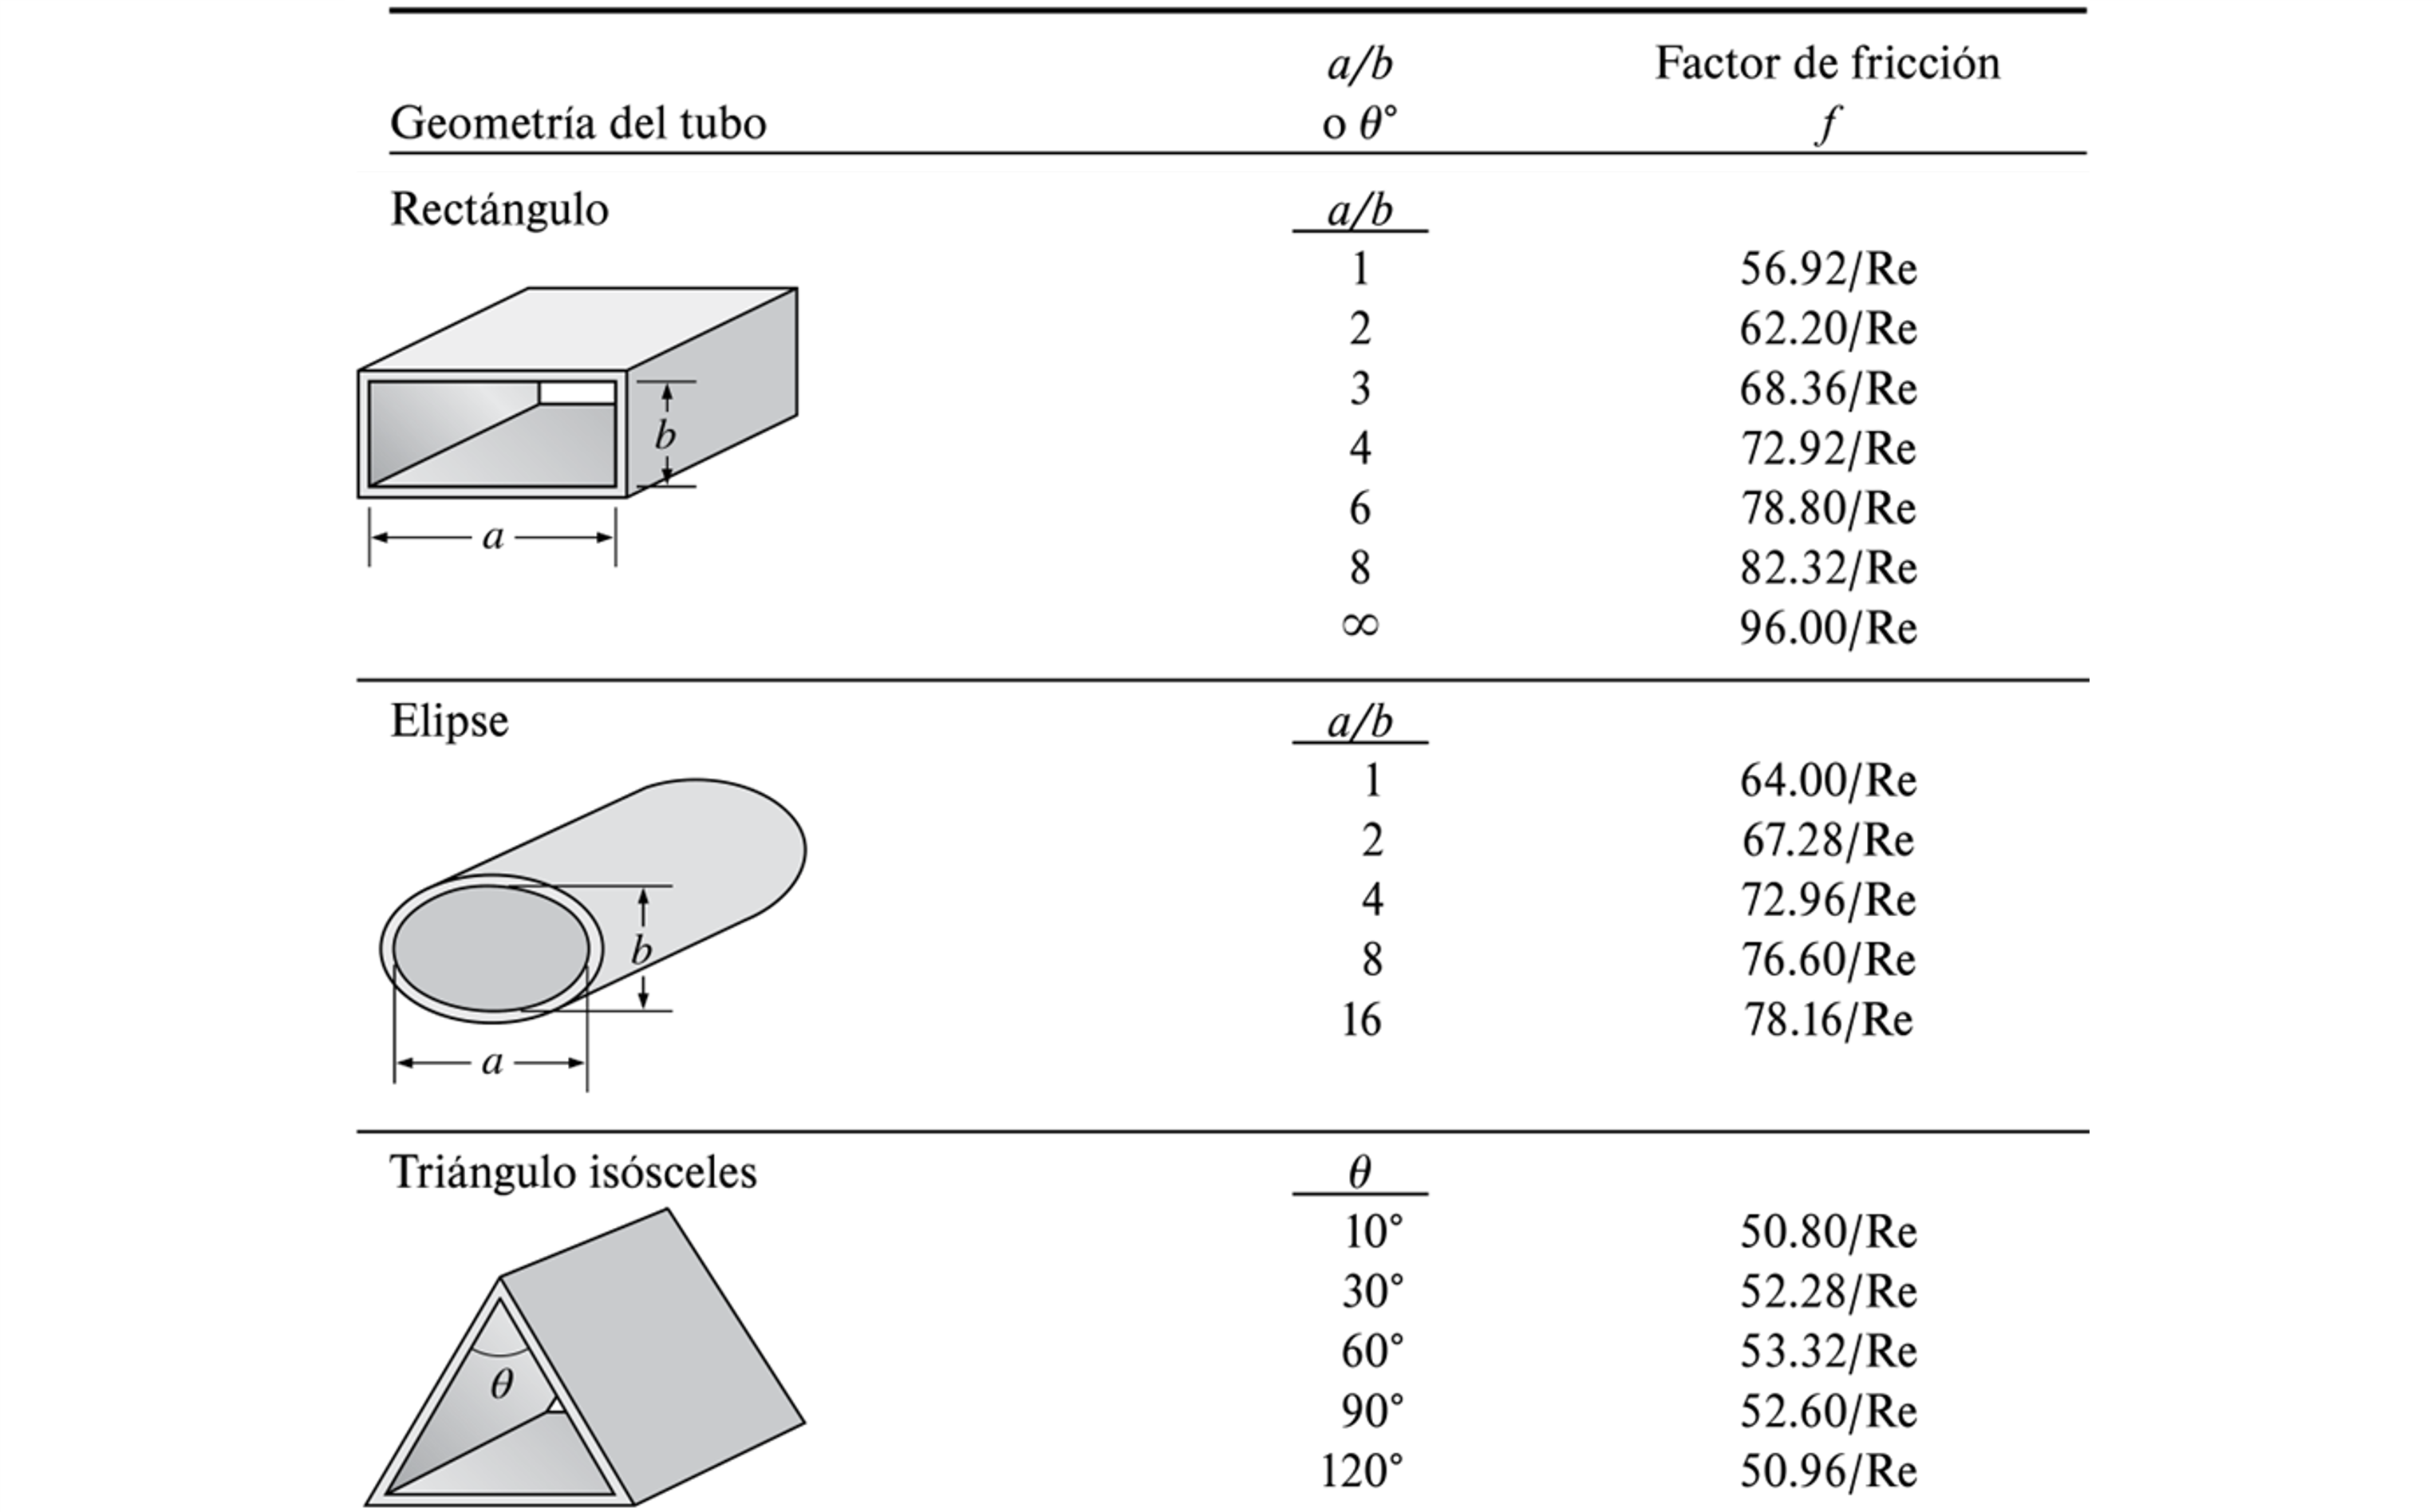 a/b Factor de fricción
Geometría del tubo o θ° f
Rectángulo a/b
1 56.92/Re
2 62.20/Re
3 68.36/Re
4 72.92/Re
6 78.80/Re
8 82.32/Re
∞ 96.00/Re
b
a
Elipse a/b
1 64.00/Re
2 67.28/Re
4 72.96/Re
8 76.60/Re
16 78.16/Re
b
a
Triángulo isósceles θ
10° 50.80/Re
30° 52.28/Re
60° 53.32/Re
90° 52.60/Re
120° 50.96/Re
θ